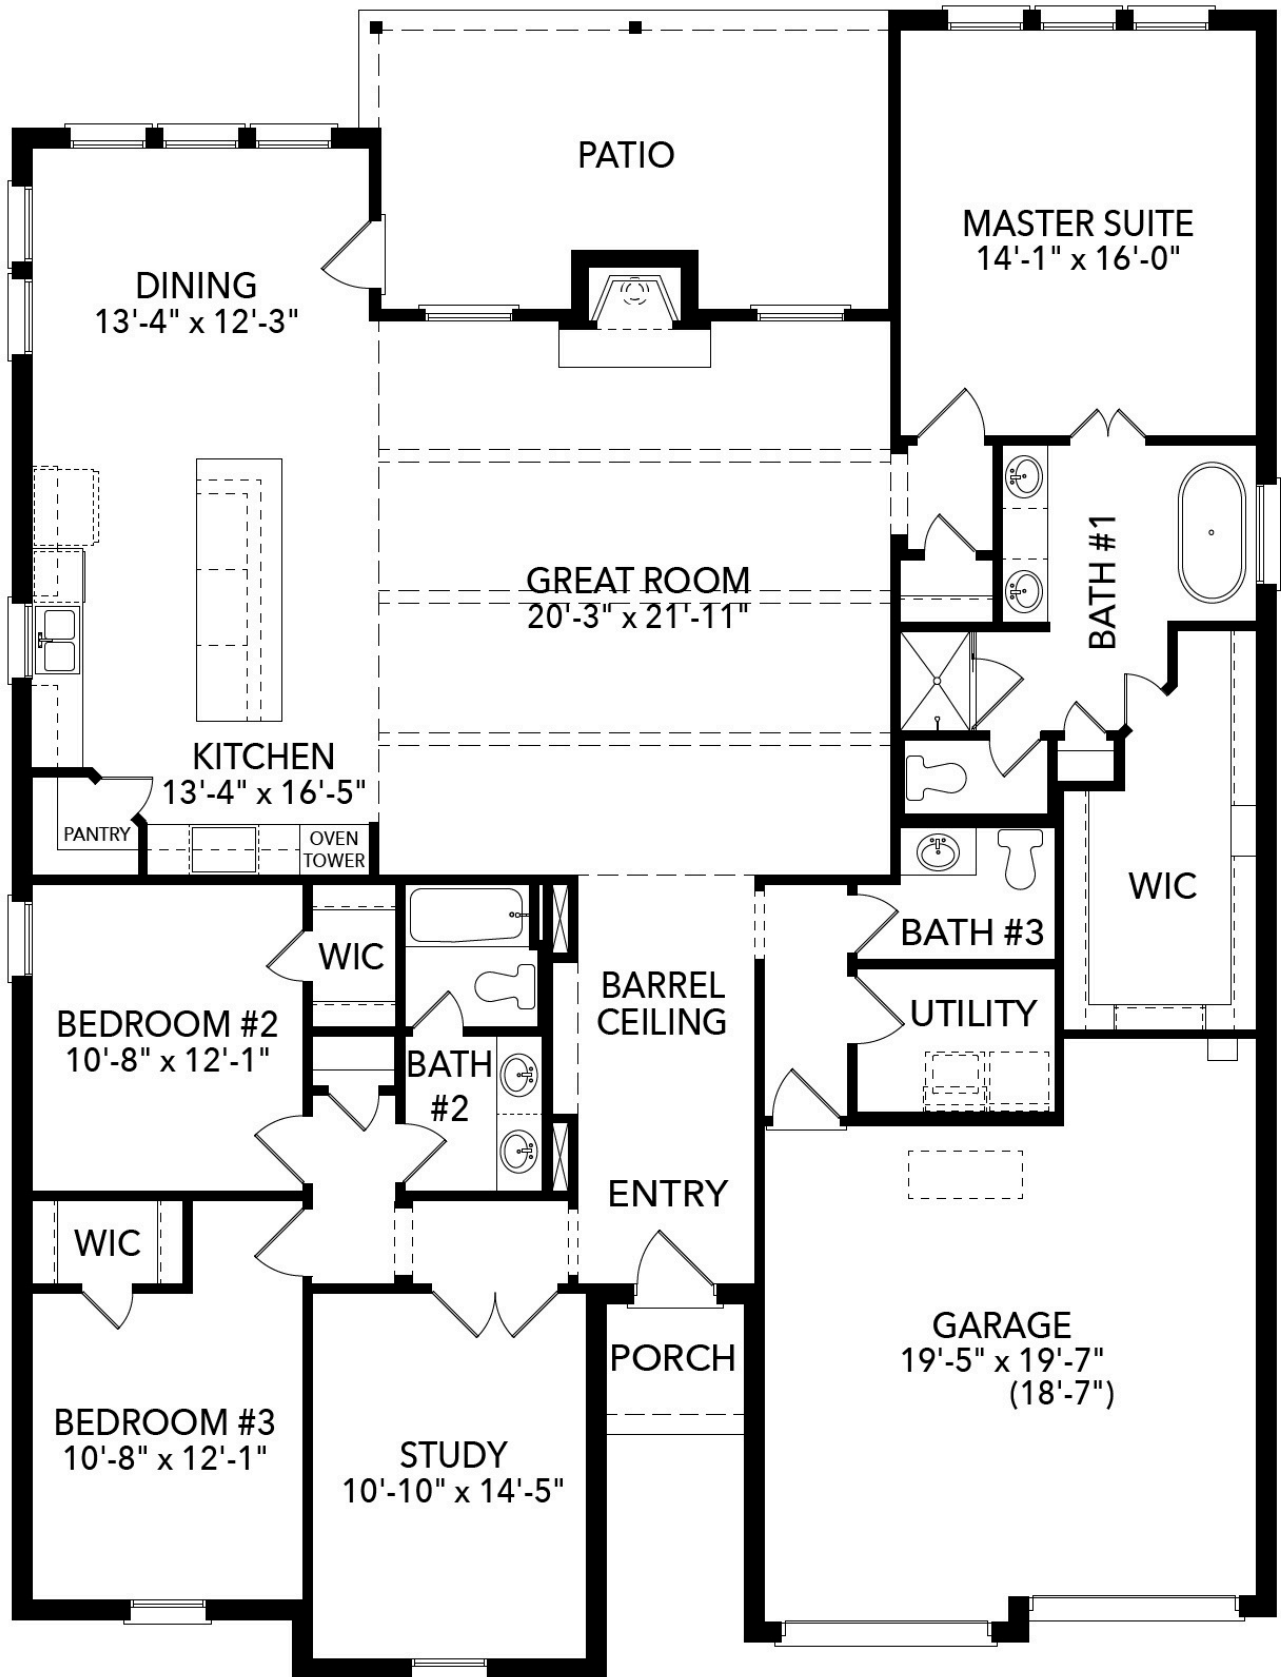 PATIO
MASTER SUITE
14'-1" x 16'-0"
DINING
13'-4" x 12'-3"
GREAT ROOM
20'-3" x 21'-11"
BATH #1
KITCHEN
13'-4" x 16'-5"
PANTRY
OVEN
TOWER
WIC
BATH #3
WIC
BARREL
CEILING
UTILITY
BEDROOM #2
10'-8" x 12'-1"
BATH
#2
ENTRY
WIC
GARAGE
19'-5" x 19'-7"
(18'-7")
PORCH
BEDROOM #3
10'-8" x 12'-1"
STUDY
10'-10" x 14'-5"